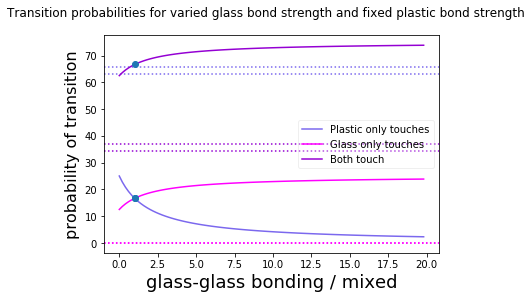 Transition probabilities for varied glass bond strength and fixed plastic bond strength
probability of transition
70
60
50
40
30
20
10
0
Plastic only touches
Glass only touches
Both touch
0.0 2.5 5.0 7.5 10.0 12.5 15.0 17.5 20.0
glass-glass bonding / mixed